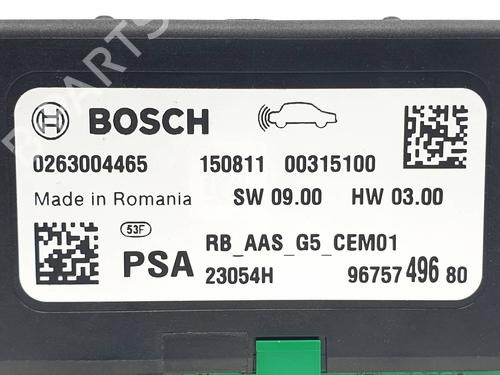 BOSCH
0263004465 150811 00315100
Made in Romania SW 09.00 HW 03.00
53F RB_AAS_G5_CEM01
PSA 23054H 96757 496 80